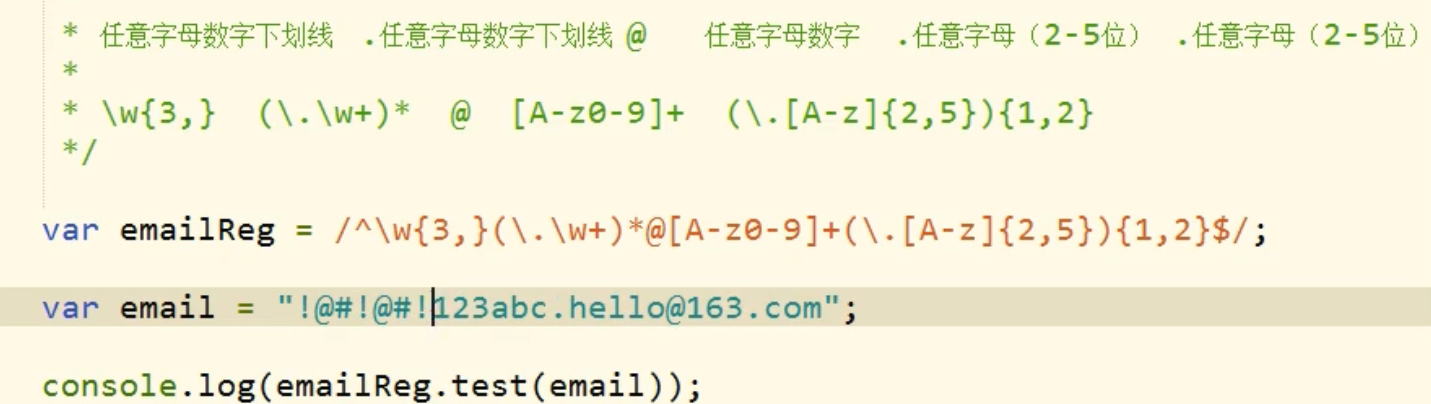 * 任意字母数字下划线 .任意字母数字下划线 @ 任意字母数字 .任意字母（2-5位） .任意字母（2-5位）
*
* \w{3,} (\.\w+)* @ [A-z0-9]+ (\.[A-z]{2,5}){1,2}
*/
var emailReg = /^\w{3,}(\.\w+)*@[A-z0-9]+(\.[A-z]{2,5}){1,2}$/;
var email = "!@#!@#!123abc.hello@163.com";
console.log(emailReg.test(email));